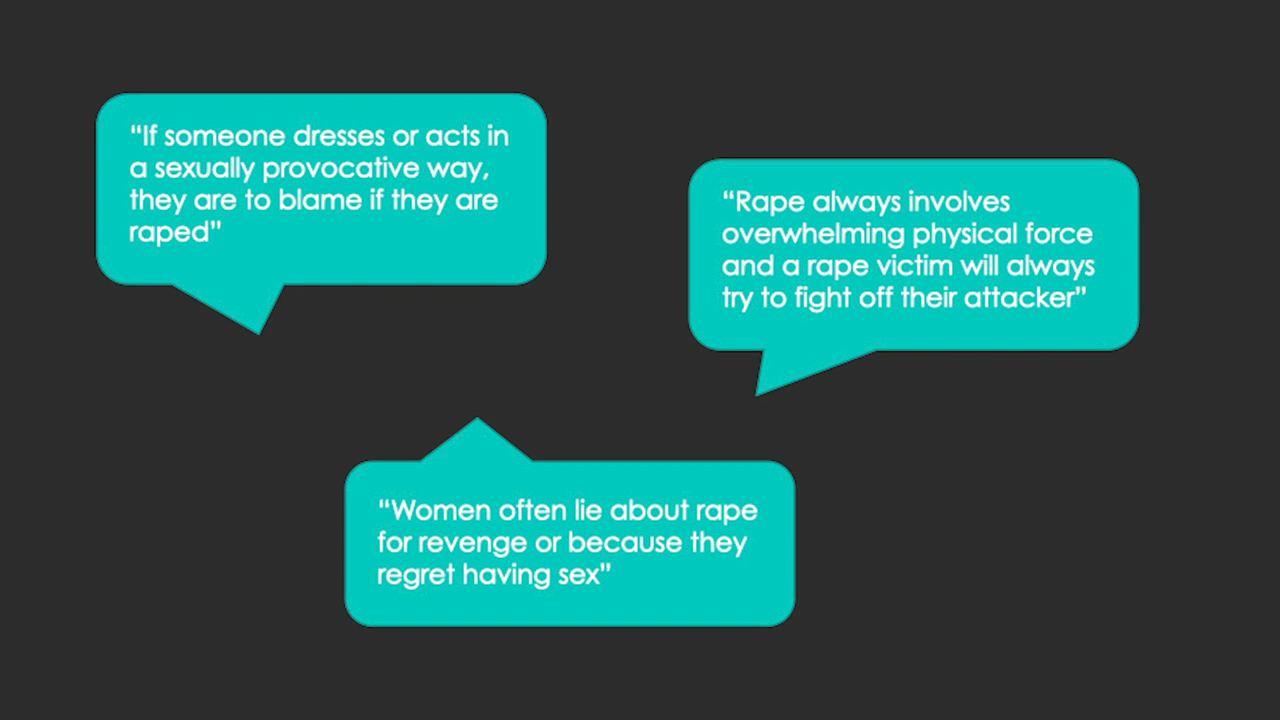 “If someone dresses or acts in
a sexually provocative way,
they are to blame if they are
raped”
“Rape always involves
overwhelming physical force
and a rape victim will always
try to fight off their attacker”
“Women often lie about rape
for revenge or because they
regret having sex”